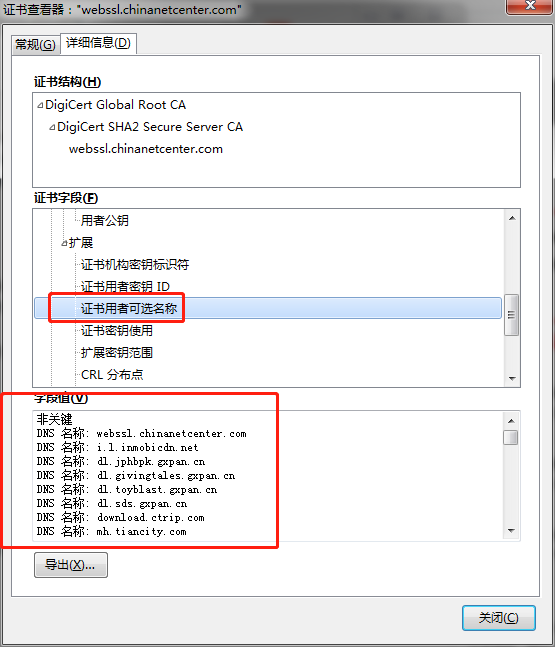 证书查看器："webssl.chinanetcenter.com"
常规(G) 详细信息(D)
证书结构(H)
DigiCert Global Root CA
DigiCert SHA2 Secure Server CA
webssl.chinanetcenter.com
证书字段(F)
用者公钥
扩展
证书机构密钥标识符
证书用者密钥 ID
证书用者可选名称
证书密钥使用
扩展密钥范围
CRL 分布点
字段值(V)
非关键
DNS 名称: webssl.chinanetcenter.com
DNS 名称: i.l.inmobicdn.net
DNS 名称: dl.jphbpk.gxpan.cn
DNS 名称: dl.givingtales.gxpan.cn
DNS 名称: dl.toyblast.gxpan.cn
DNS 名称: dl.sds.gxpan.cn
DNS 名称: download.ctrip.com
DNS 名称: mh.tiancity.com
导出(X)...
关闭(C)